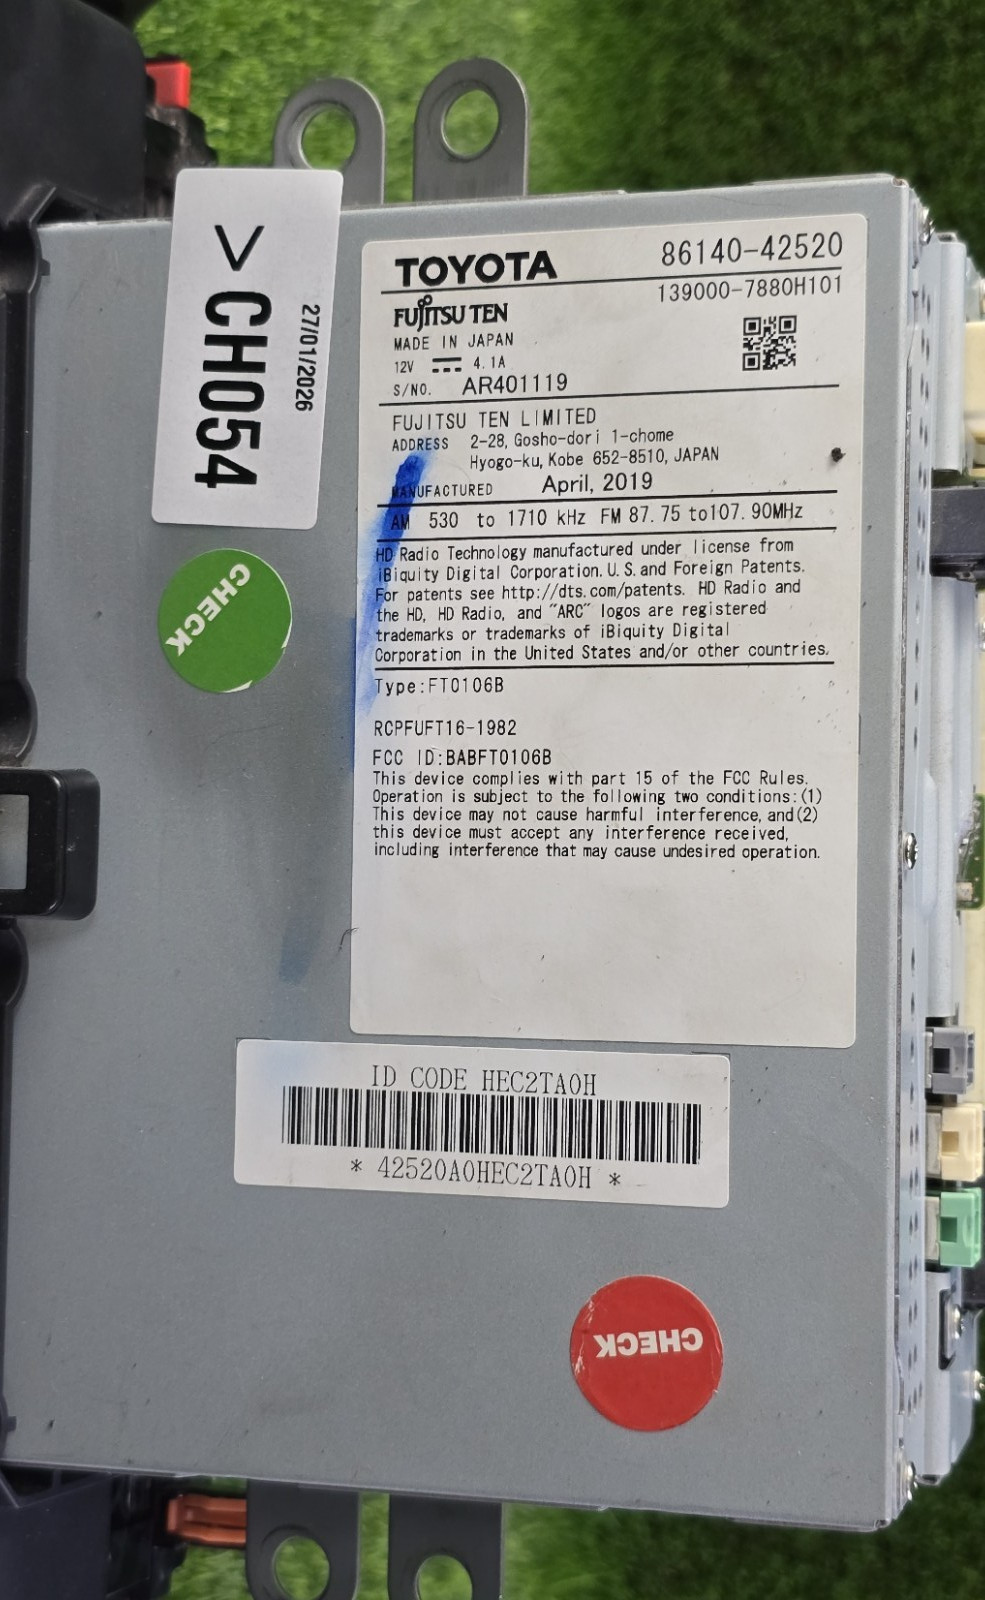 > CH054
27/01/2026
CHECK
TOYOTA
86140-42520
FUJITSU TEN
139000-7880H101
MADE IN JAPAN
12V 4.1A
S/NO. AR401119
FUJITSU TEN LIMITED
ADDRESS 2-28, Gosho-dori 1-chome
Hyogo-ku, Kobe 652-8510, JAPAN
MANUFACTURED April, 2019
AM 530 to 1710 kHz FM 87.75 to107.90MHz
HD Radio Technology manufactured under license from
iBiquity Digital Corporation. U.S. and Foreign Patents.
For patents see http://dts.com/patents. HD Radio and
the HD, HD Radio, and "ARC" logos are registered
trademarks or trademarks of iBiquity Digital
Corporation in the United States and/or other countries.
Type:FT0106B
RCPFUFT16-1982
FCC ID:BABFT0106B
This device complies with part 15 of the FCC Rules.
Operation is subject to the following two conditions:(1)
This device may not cause harmful interference, and(2)
this device must accept any interference received,
including interference that may cause undesired operation.
ID CODE HEC2TA0H
* 42520A0HEC2TA0H *
CHECK